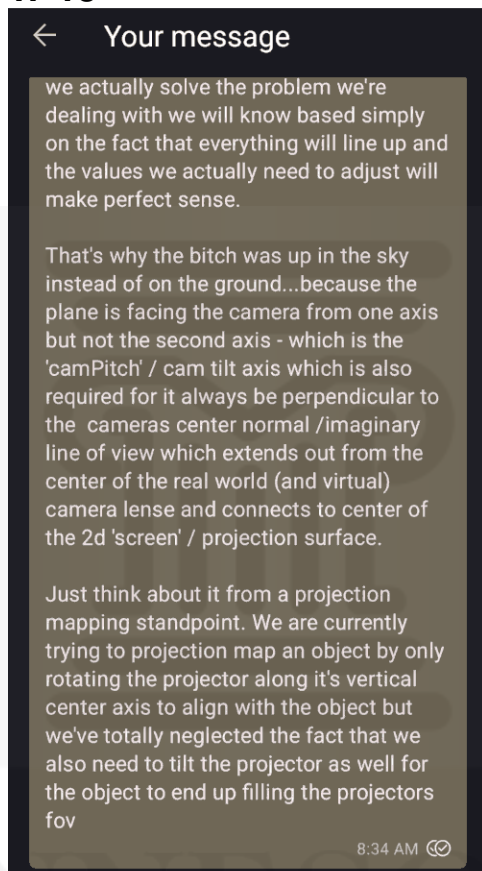 Your message
we actually solve the problem we're
dealing with we will know based simply
on the fact that everything will line up and
the values we actually need to adjust will
make perfect sense.
That's why the bitch was up in the sky
instead of on the ground...because the
plane is facing the camera from one axis
but not the second axis - which is the
'camPitch' / cam tilt axis which is also
required for it always be perpendicular to
the  cameras center normal /imaginary
line of view which extends out from the
center of the real world (and virtual)
camera lense and connects to center of
the 2d 'screen' / projection surface.
Just think about it from a projection
mapping standpoint. We are currently
trying to projection map an object by only
rotating the projector along it's vertical
center axis to align with the object but
we've totally neglected the fact that we
also need to tilt the projector as well for
the object to end up filling the projectors
fov
8:34 AM